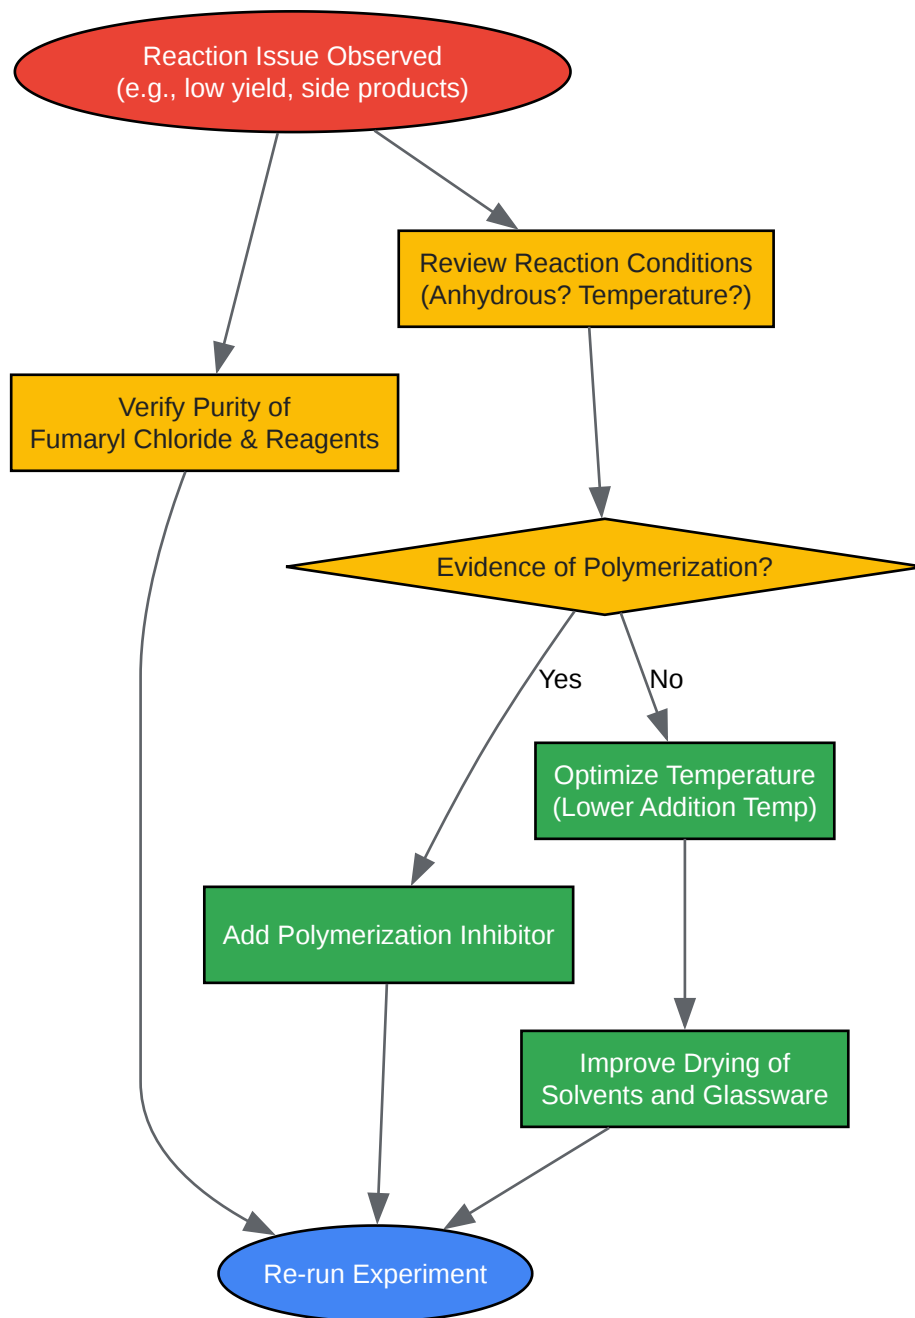 Reaction Issue Observed
(e.g., low yield, side products)
Review Reaction Conditions
(Anhydrous? Temperature?)
Verify Purity of
Fumaryl Chloride & Reagents
Evidence of Polymerization?
Yes
No
Optimize Temperature
(Lower Addition Temp)
Add Polymerization Inhibitor
Improve Drying of
Solvents and Glassware
Re-run Experiment